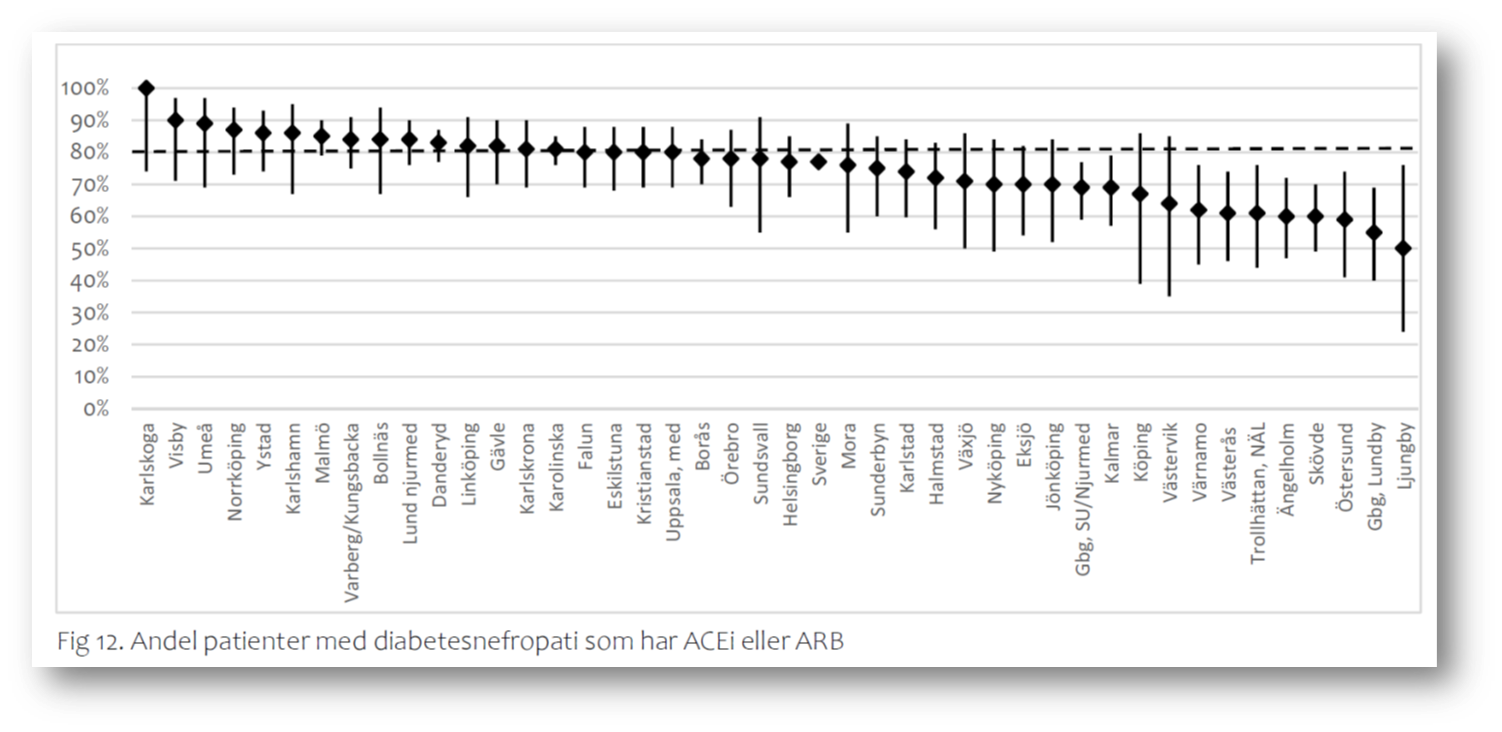 100%
90%
80%
70%
60%
50%
40%
30%
20%
10%
0%
Karlskoga
Visby
Umeå
Norrköping
Ystad
Karlshamn
Malmö
Varberg/Kungsbacka
Bollnäs
Lund njurmed
Danderyd
Linköping
Gävle
Karlskrona
Karolinska
Falun
Eskilstuna
Kristianstad
Uppsala, med
Borås
Örebro
Sundsvall
Helsingborg
Sverige
Mora
Sunderbyn
Karlstad
Halmstad
Växjö
Nyköping
Eksjö
Jönköping
Gbg, SU/Njurmed
Kalmar
Köping
Västervik
Värnamo
Västerås
Trollhättan, NÄL
Ängelholm
Skövde
Östersund
Gbg, Lundby
Ljungby
Fig 12. Andel patienter med diabetesnefropati som har ACEi eller ARB